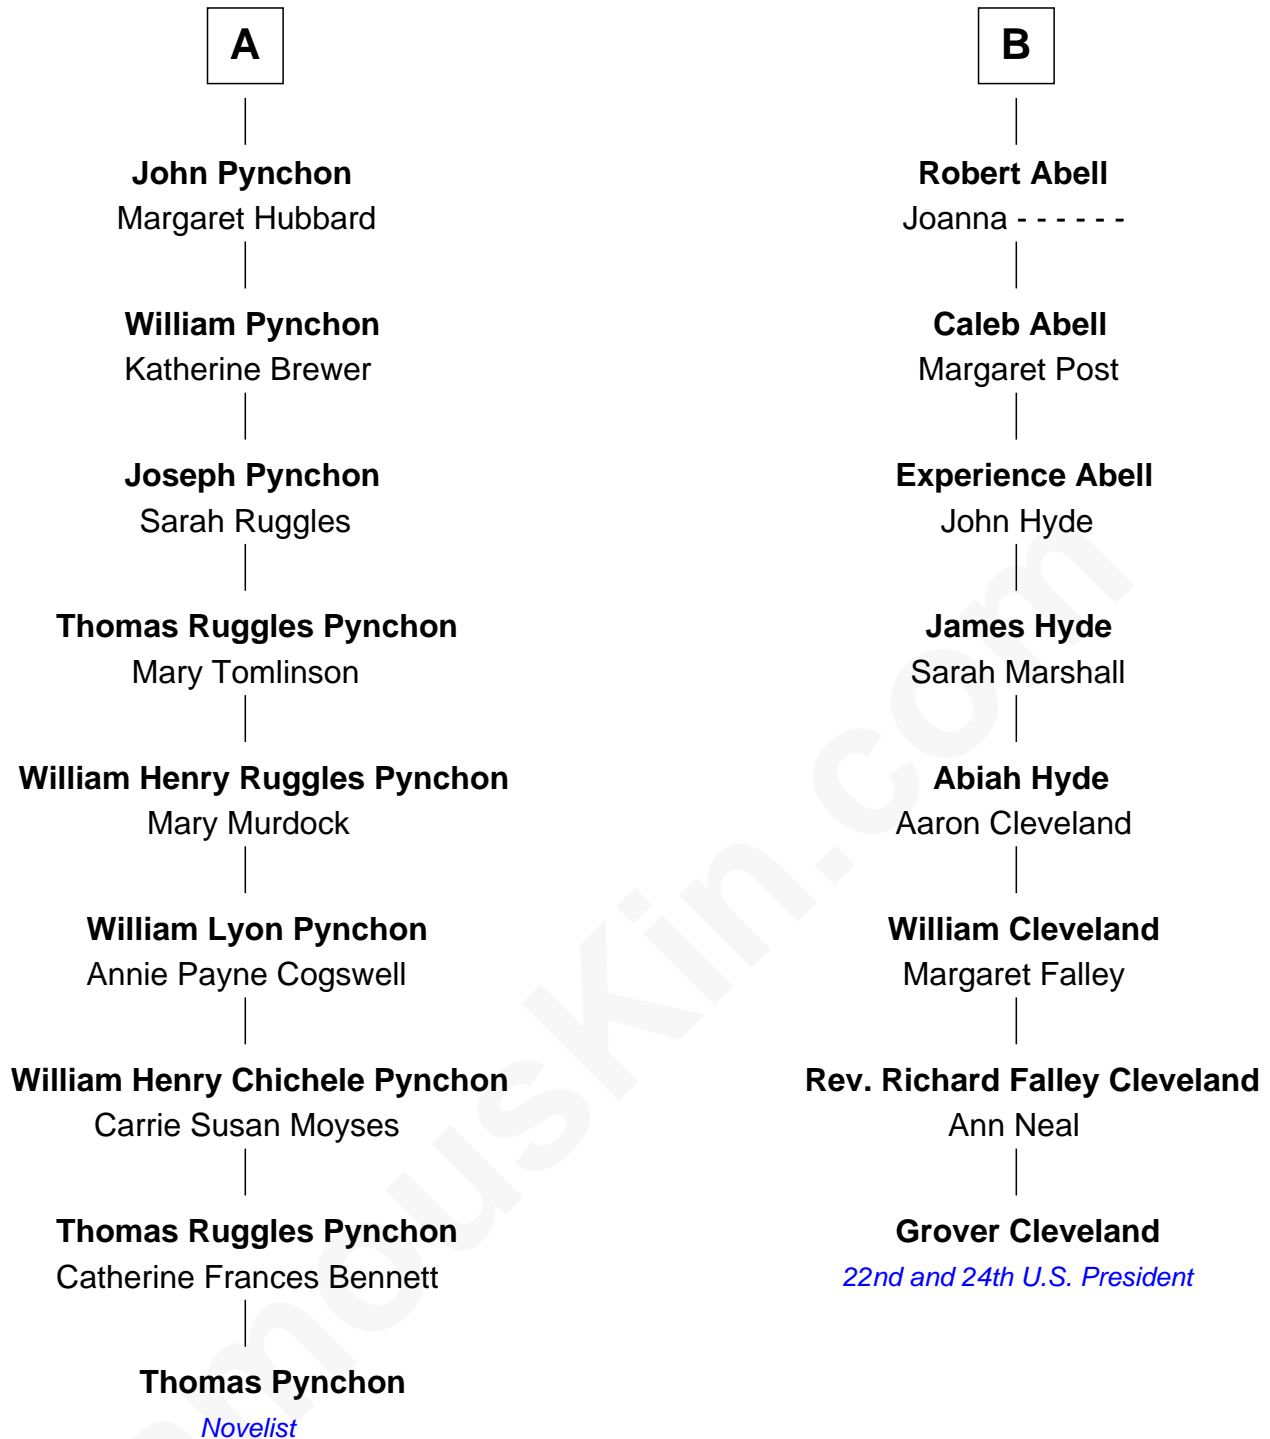 A
John Pynchon
Margaret Hubbard
William Pynchon
Katherine Brewer
Joseph Pynchon
Sarah Ruggles
Thomas Ruggles Pynchon
Mary Tomlinson
William Henry Ruggles Pynchon
Mary Murdock
William Lyon Pynchon
Annie Payne Cogswell
William Henry Chichele Pynchon
Carrie Susan Moyses
Thomas Ruggles Pynchon
Catherine Frances Bennett
Thomas Pynchon
Novelist
B
Robert Abell
Joanna - - - - - -
Caleb Abell
Margaret Post
Experience Abell
John Hyde
James Hyde
Sarah Marshall
Abiah Hyde
Aaron Cleveland
William Cleveland
Margaret Falley
Rev. Richard Falley Cleveland
Ann Neal
Grover Cleveland
22nd and 24th U.S. President
amousKin.com